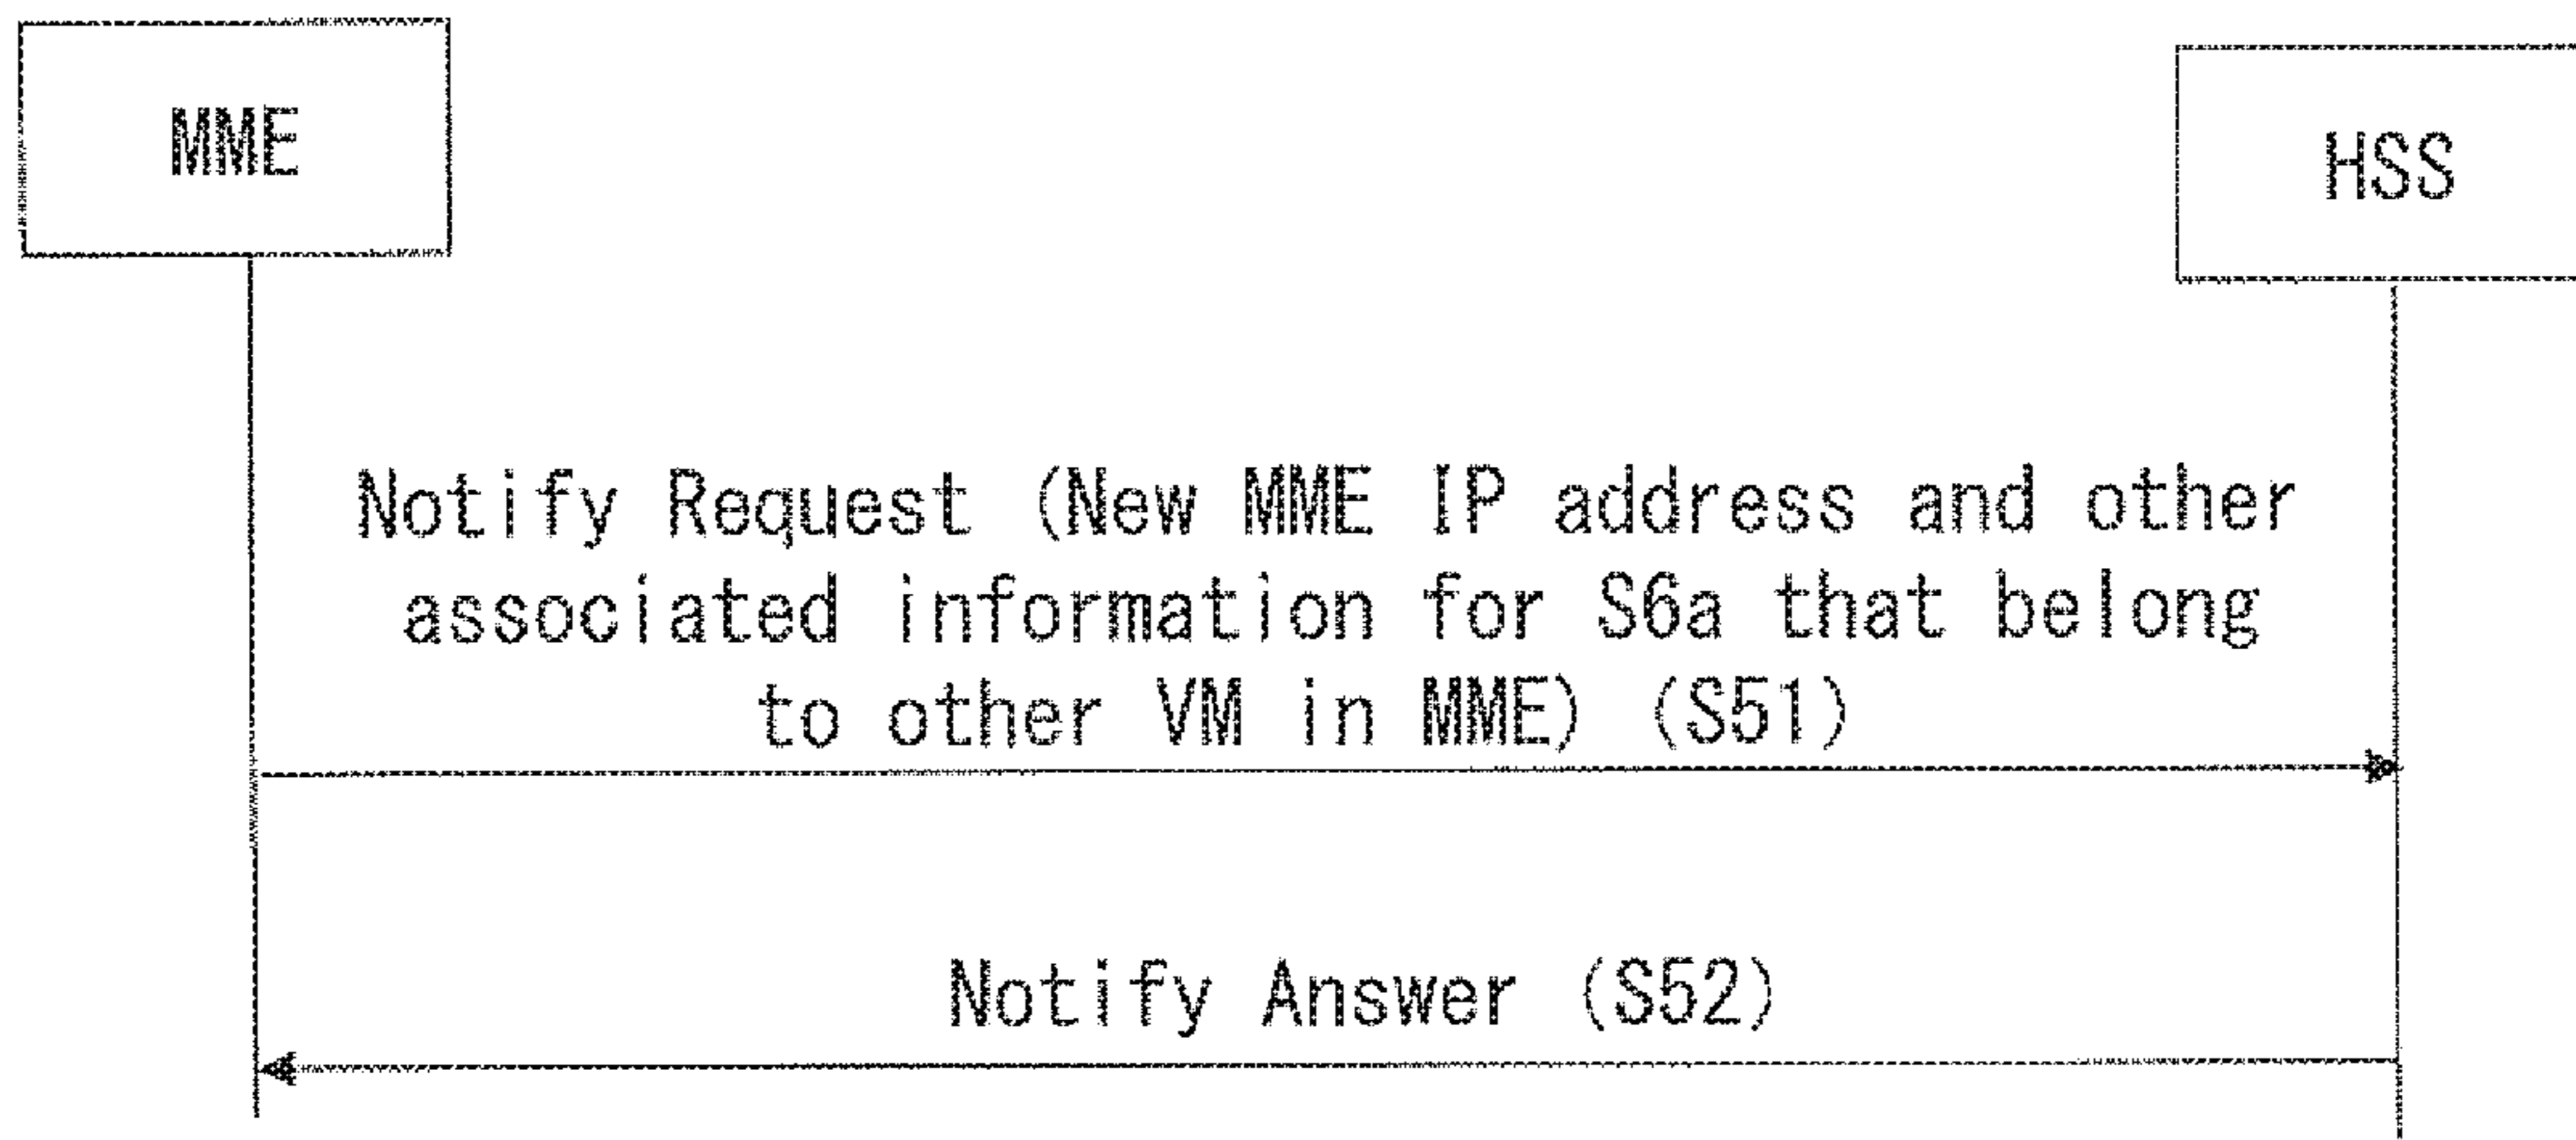 MME
HSS
Notify Request (New MME IP address and other
associated information for S6a that belong
to other VM in MME) (S51)
Notify Answer (S52)